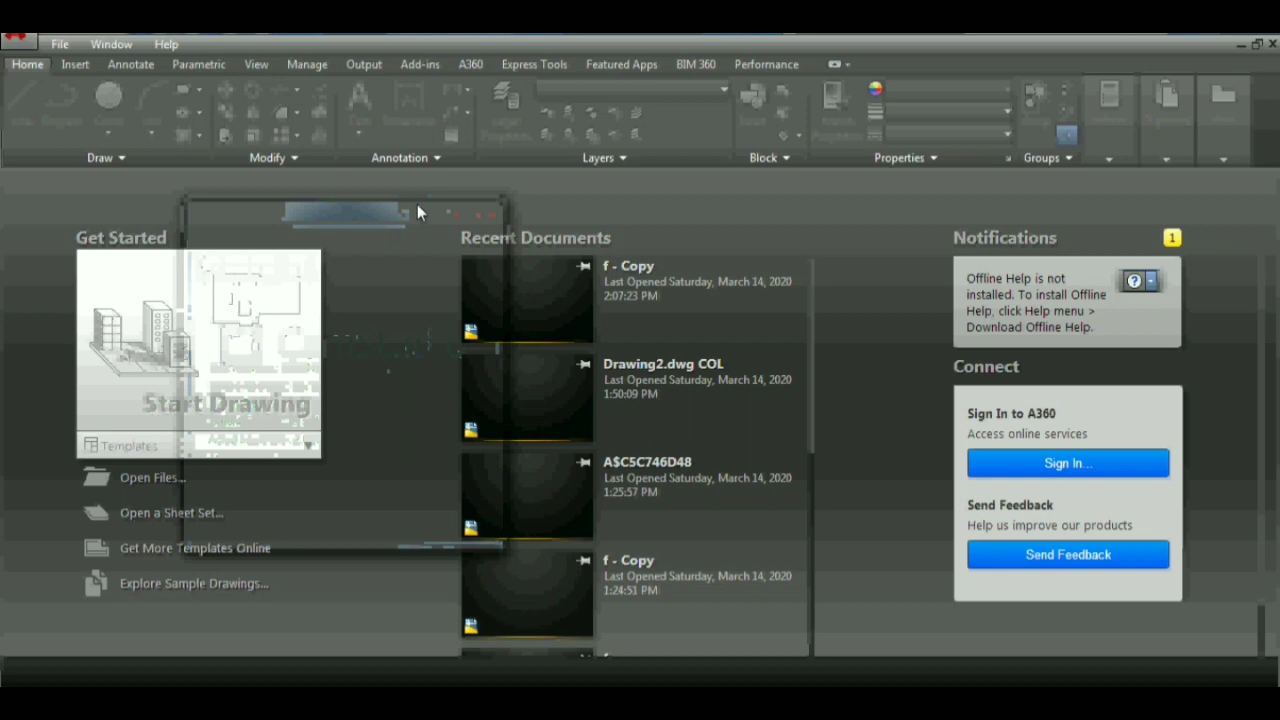 File Window Help
Home Insert Annotate Parametric View Manage Output Add-ins A360 Express Tools Featured Apps BIM 360 Performance
Draw Modify Annotation Layers Block Properties Groups
Get Started
Start Drawing
Templates
Open Files...
Open a Sheet Set...
Get More Templates Online
Explore Sample Drawings...
Recent Documents
f - Copy
Last Opened Saturday, March 14, 2020
2:07:23 PM
Drawing2.dwg COL
Last Opened Saturday, March 14, 2020
1:50:09 PM
A$C5C746D48
Last Opened Saturday, March 14, 2020
1:25:57 PM
f - Copy
Last Opened Saturday, March 14, 2020
1:24:51 PM
Notifications 1
Offline Help is not
installed. To install Offline
Help, click Help menu >
Download Offline Help.
Connect
Sign In to A360
Access online services
Sign In...
Send Feedback
Help us improve our products
Send Feedback